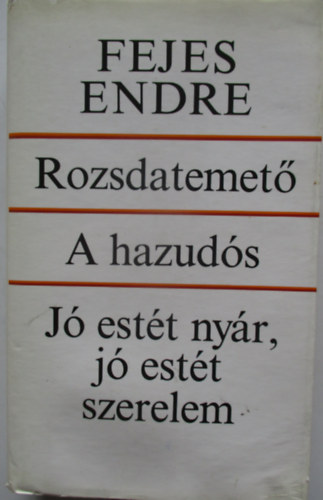 FEJES
ENDRE
Rozsdatemető
A hazudós
Jó estét nyár,
jó estét
szerelem